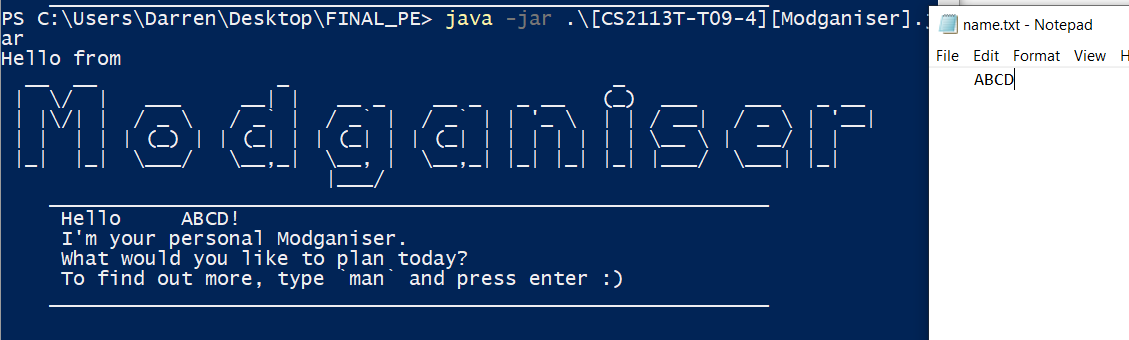 PS C:\Users\Darren\Desktop\FINAL_PE> java -jar .\[CS2113T-T09-4][Modganiser].j
ar
Hello from
Modganiser
Hello     ABCD!
I'm your personal Modganiser.
What would you like to plan today?
To find out more, type `man` and press enter :)
name.txt - Notepad
File Edit Format View H
ABCD